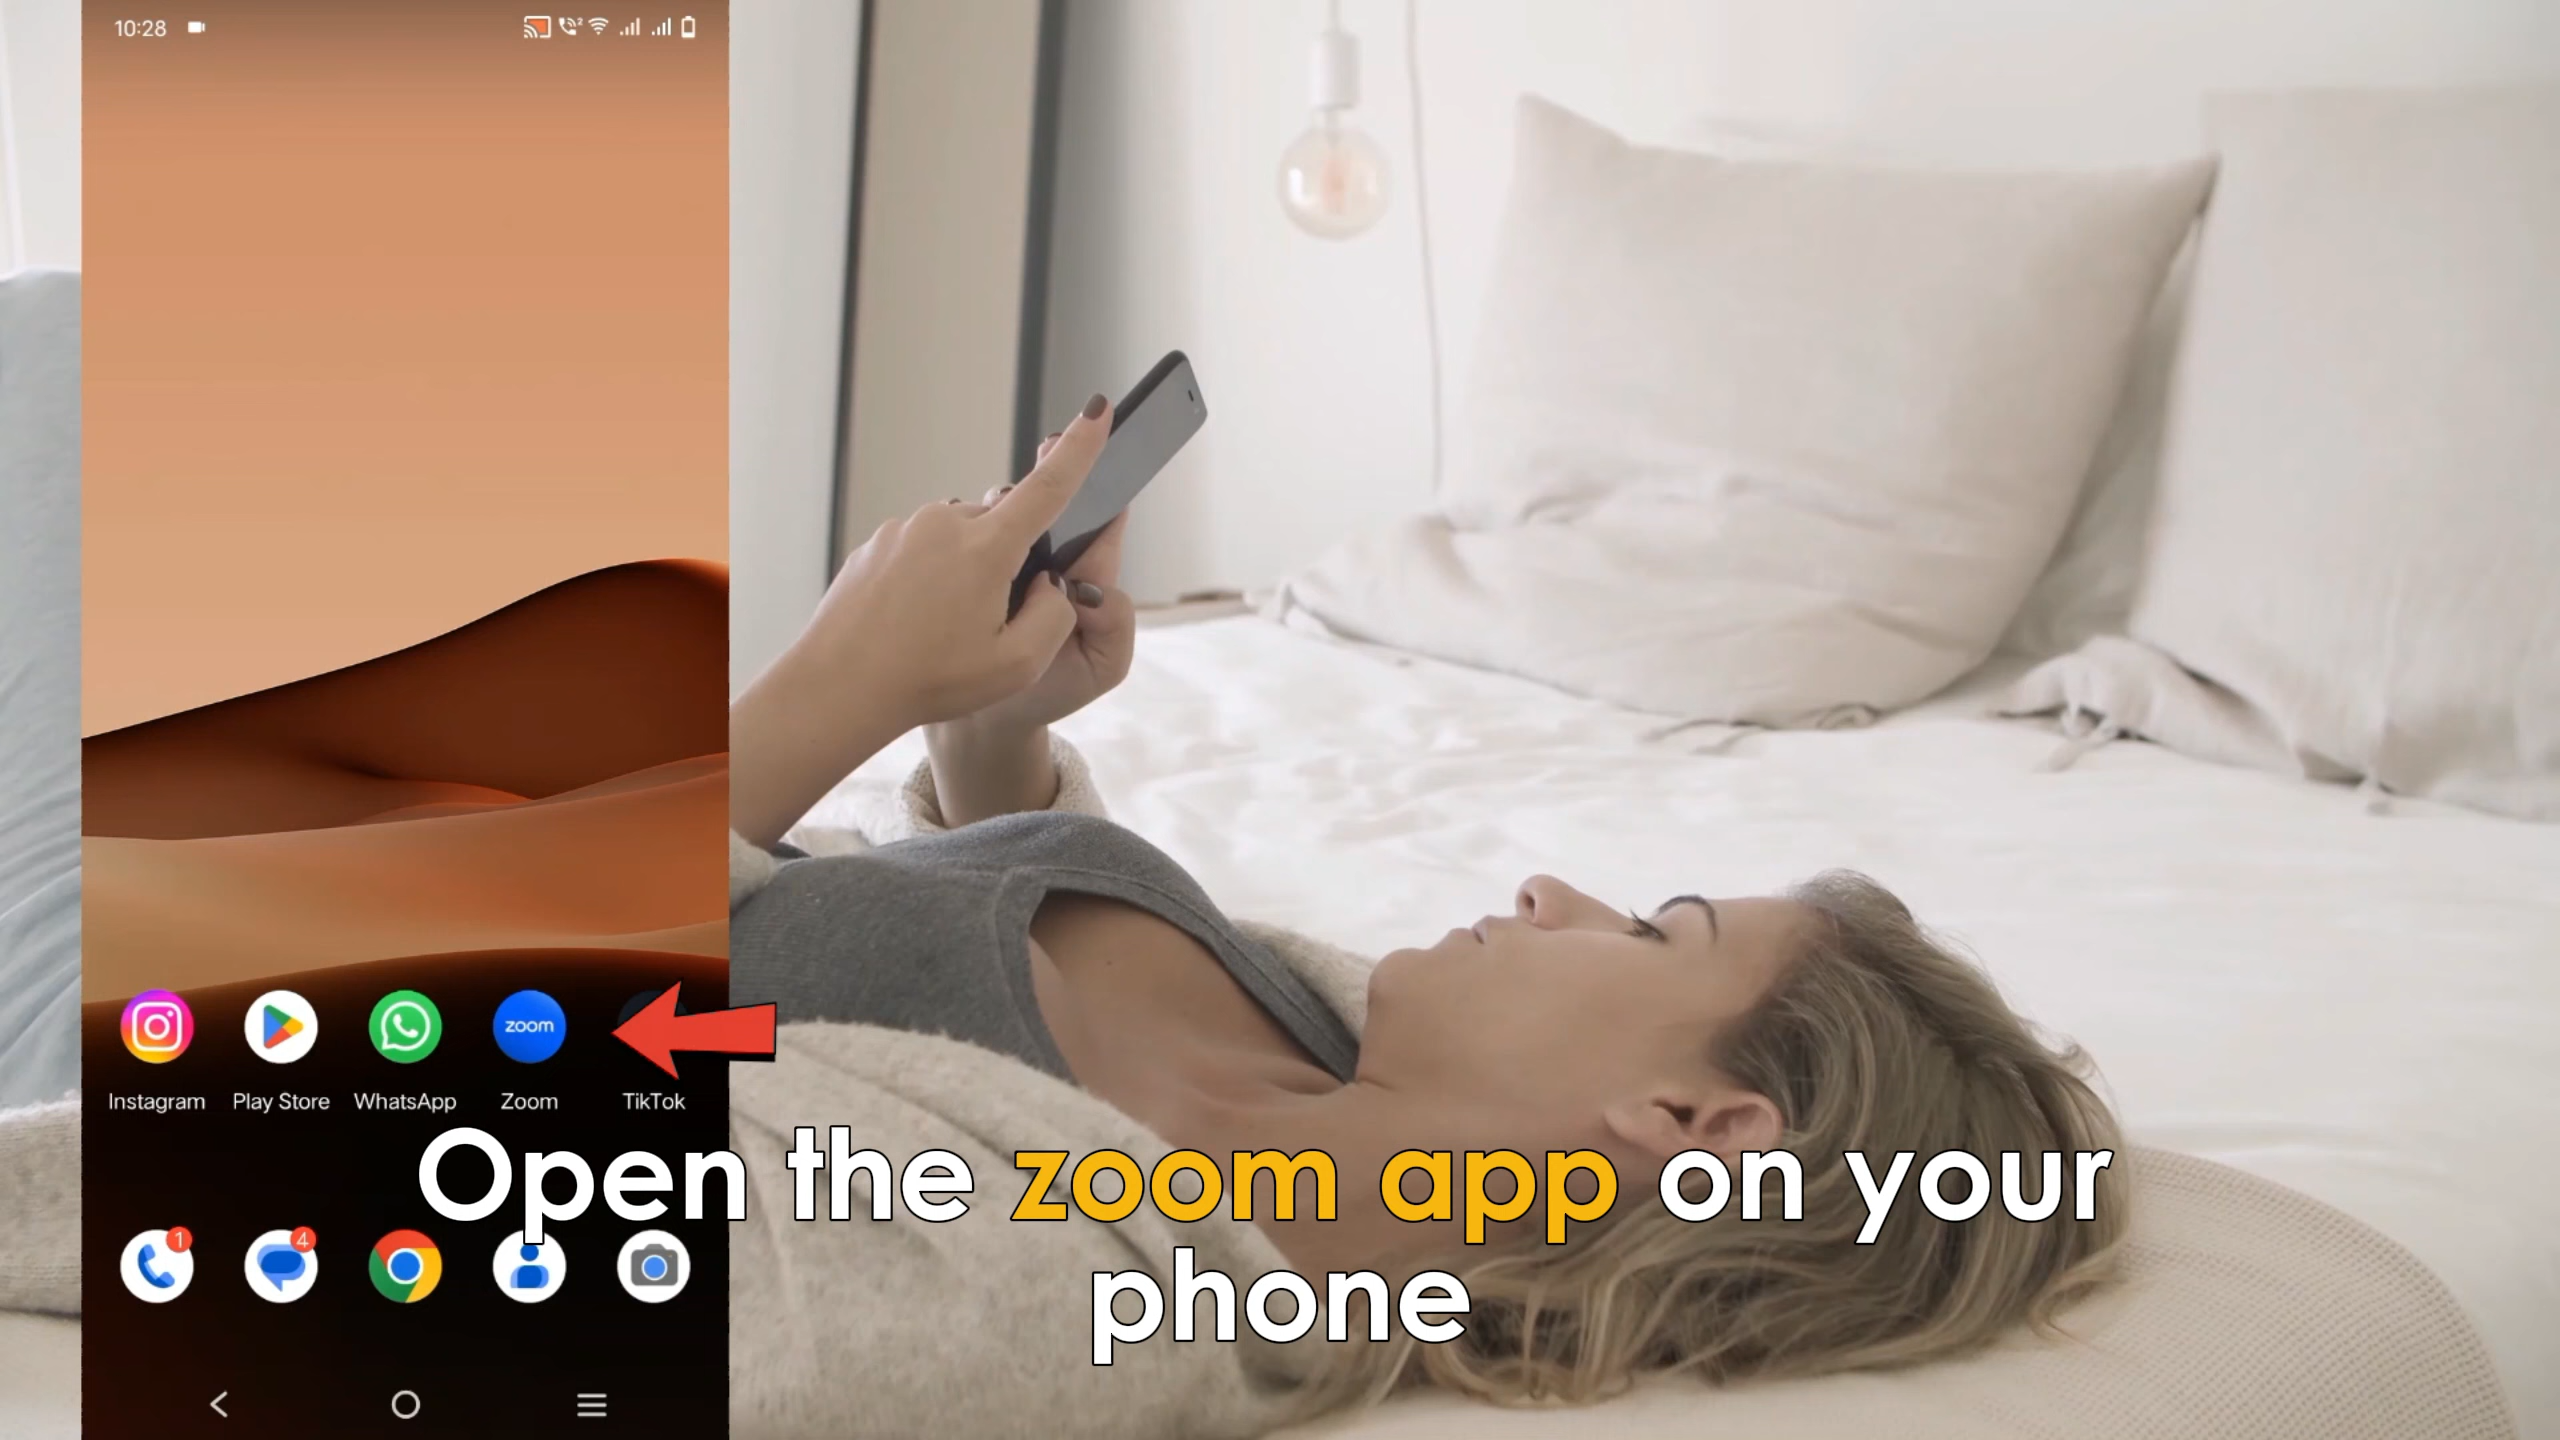 10:28
zoom
Instagram Play Store WhatsApp Zoom TikTok
Open the zoom app on your
phone
1 4